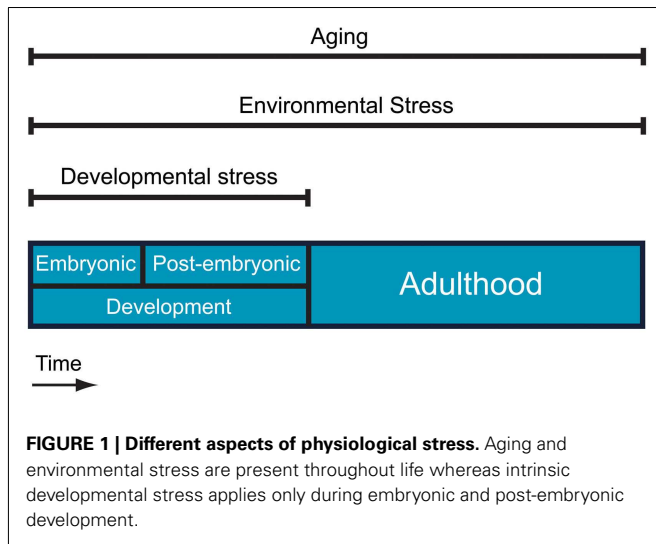 Aging
Environmental Stress
Developmental stress
Embryonic Post-embryonic
Development
Adulthood
Time
FIGURE 1 | Different aspects of physiological stress. Aging and
environmental stress are present throughout life whereas intrinsic
developmental stress applies only during embryonic and post-embryonic
development.